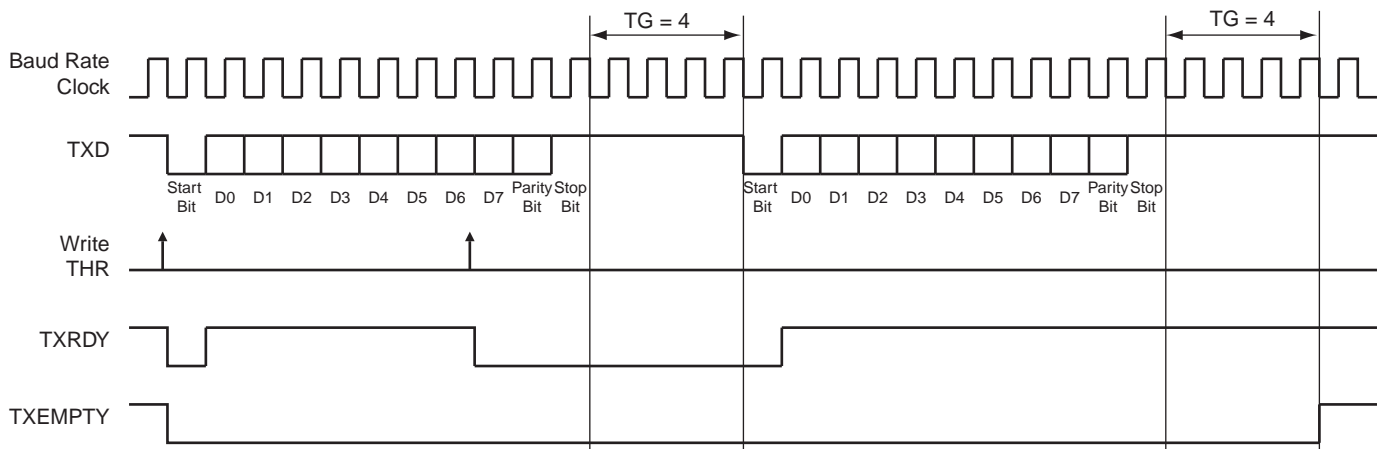 TG = 4
TG = 4
Baud Rate
Clock
TXD
Start
Bit
D0
D1
D2
D3
D4
D5
D6
D7
Parity
Bit
Stop
Bit
Start
Bit
D0
D1
D2
D3
D4
D5
D6
D7
Parity
Bit
Stop
Bit
Write
THR
TXRDY
TXEMPTY